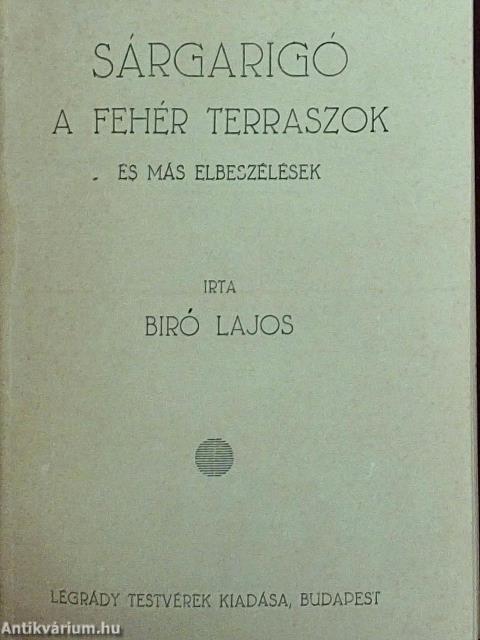 SÁRGARIGÓ
A FEHÉR TERRASZOK
ÉS MÁS ELBESZÉLÉSEK
IRTA
BIRÓ LAJOS
LÉGRÁDY TESTVÉREK KIADÁSA, BUDAPEST
Antikvárium.hu